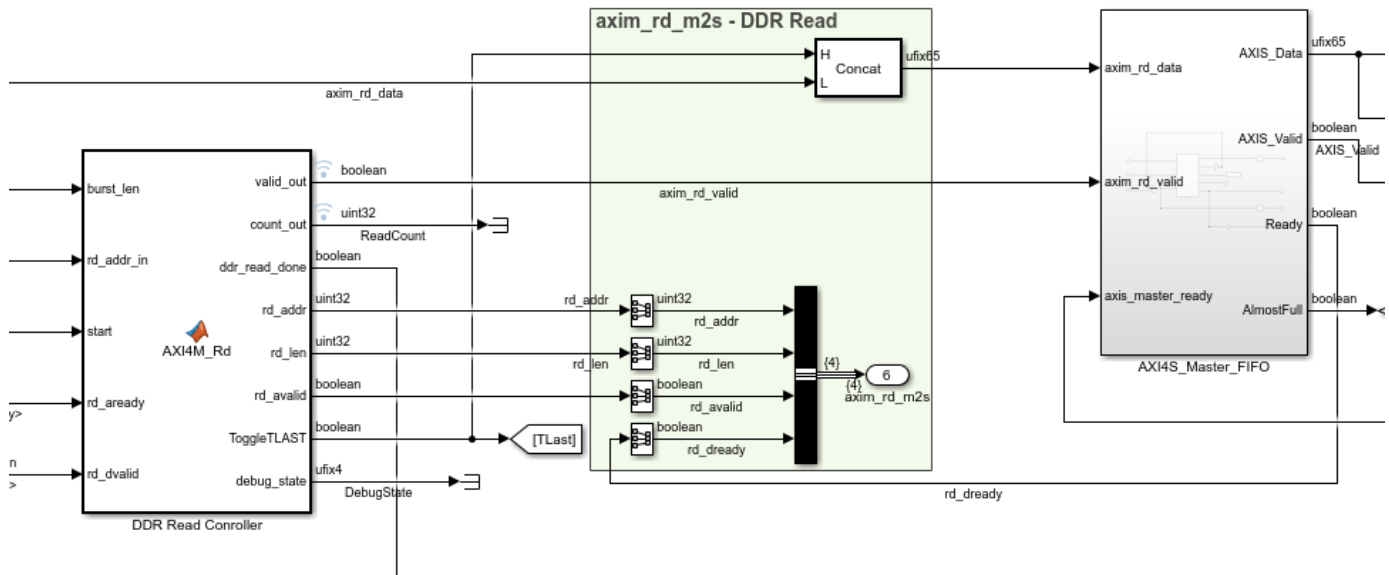 axim_rd_m2s - DDR Read
H
L
Concat
ufix65
axim_rd_data
axim_rd_data
axim_rd_valid
axis_master_ready
AXIS_Data
AXIS_Valid
Ready
AlmostFull
ufix65
boolean
AXIS_Valid
boolean
boolean
<
AXI4S_Master_FIFO
burst_len
rd_addr_in
start
rd_aready
rd_dvalid
y>
n
>
AXI4M_Rd
valid_out
count_out
ddr_read_done
rd_addr
rd_len
rd_avalid
ToggleTLAST
debug_state
DDR Read Conroller
boolean
axim_rd_valid
uint32
ReadCount
boolean
uint32
uint32
boolean
boolean
ufix4
DebugState
[TLast]
rd_addr
uint32
rd_addr
rd_len
uint32
rd_len
boolean
rd_avalid
boolean
rd_dready
{4}
{4}
6
axim_rd_m2s
rd_dready